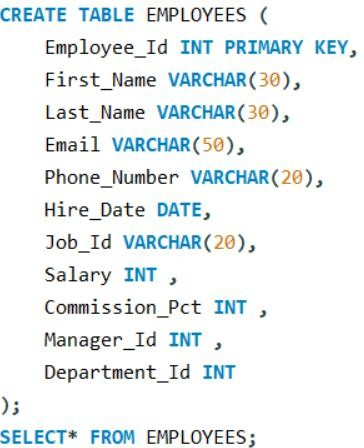 CREATE TABLE EMPLOYEES (
Employee_Id INT PRIMARY KEY,
First_Name VARCHAR(30),
Last_Name VARCHAR(30),
Email VARCHAR(50),
Phone_Number VARCHAR(20),
Hire_Date DATE,
Job_Id VARCHAR(20),
Salary INT ,
Commission_Pct INT ,
Manager_Id INT ,
Department_Id INT
);
SELECT* FROM EMPLOYEES;